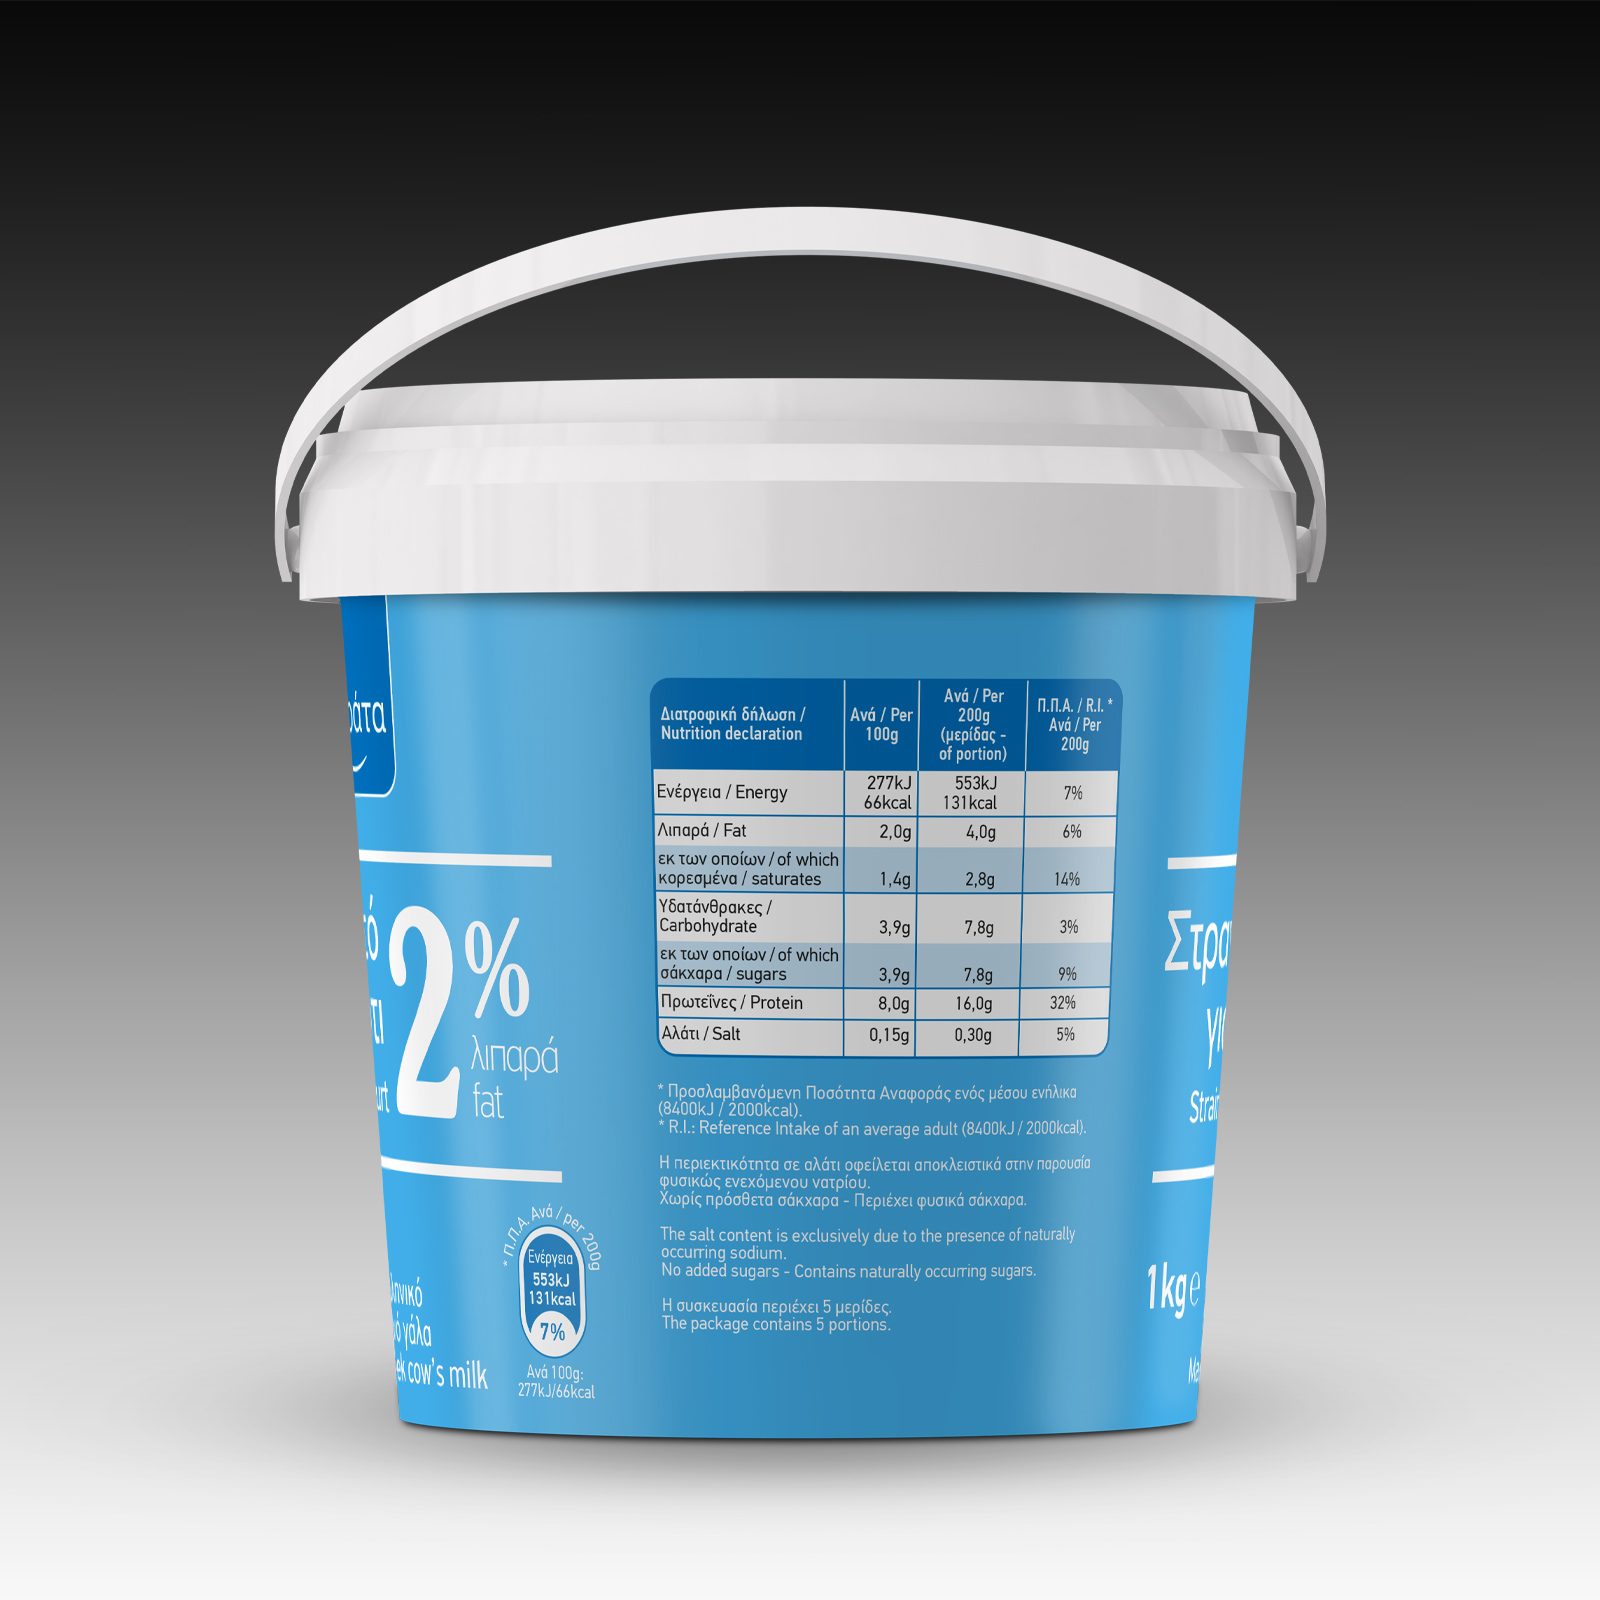 2%
λιπαρά
fat
γάλα
cow's milk
* Π.Π.Α. Ανά / per 200g
Ενέργεια
553kJ
131kcal
7%
Ανά 100g:
277kJ/66kcal
Διατροφική δήλωση /
Nutrition declaration
Ανά / Per
100g
Ανά / Per
200g
(μερίδας -
of portion)
Π.Π.Α. / R.I. *
Ανά / Per
200g
Ενέργεια / Energy
277kJ
66kcal
553kJ
131kcal
7%
Λιπαρά / Fat 2,0g 4,0g 6%
εκ των οποίων / of which
κορεσμένα / saturates 1,4g 2,8g 14%
Υδατάνθρακες /
Carbohydrate 3,9g 7,8g 3%
εκ των οποίων / of which
σάκχαρα / sugars 3,9g 7,8g 9%
Πρωτεΐνες / Protein 8,0g 16,0g 32%
Αλάτι / Salt 0,15g 0,30g 5%
* Προσλαμβανόμενη Ποσότητα Αναφοράς ενός μέσου ενήλικα
(8400kJ / 2000kcal).
* R.I.: Reference Intake of an average adult (8400kJ / 2000kcal).
Η περιεκτικότητα σε αλάτι οφείλεται αποκλειστικά στην παρουσία
φυσικώς ενεχόμενου νατρίου.
Χωρίς πρόσθετα σάκχαρα - Περιέχει φυσικά σάκχαρα.
The salt content is exclusively due to the presence of naturally
occurring sodium.
No added sugars - Contains naturally occurring sugars.
Η συσκευασία περιέχει 5 μερίδες.
The package contains 5 portions.
1kg e